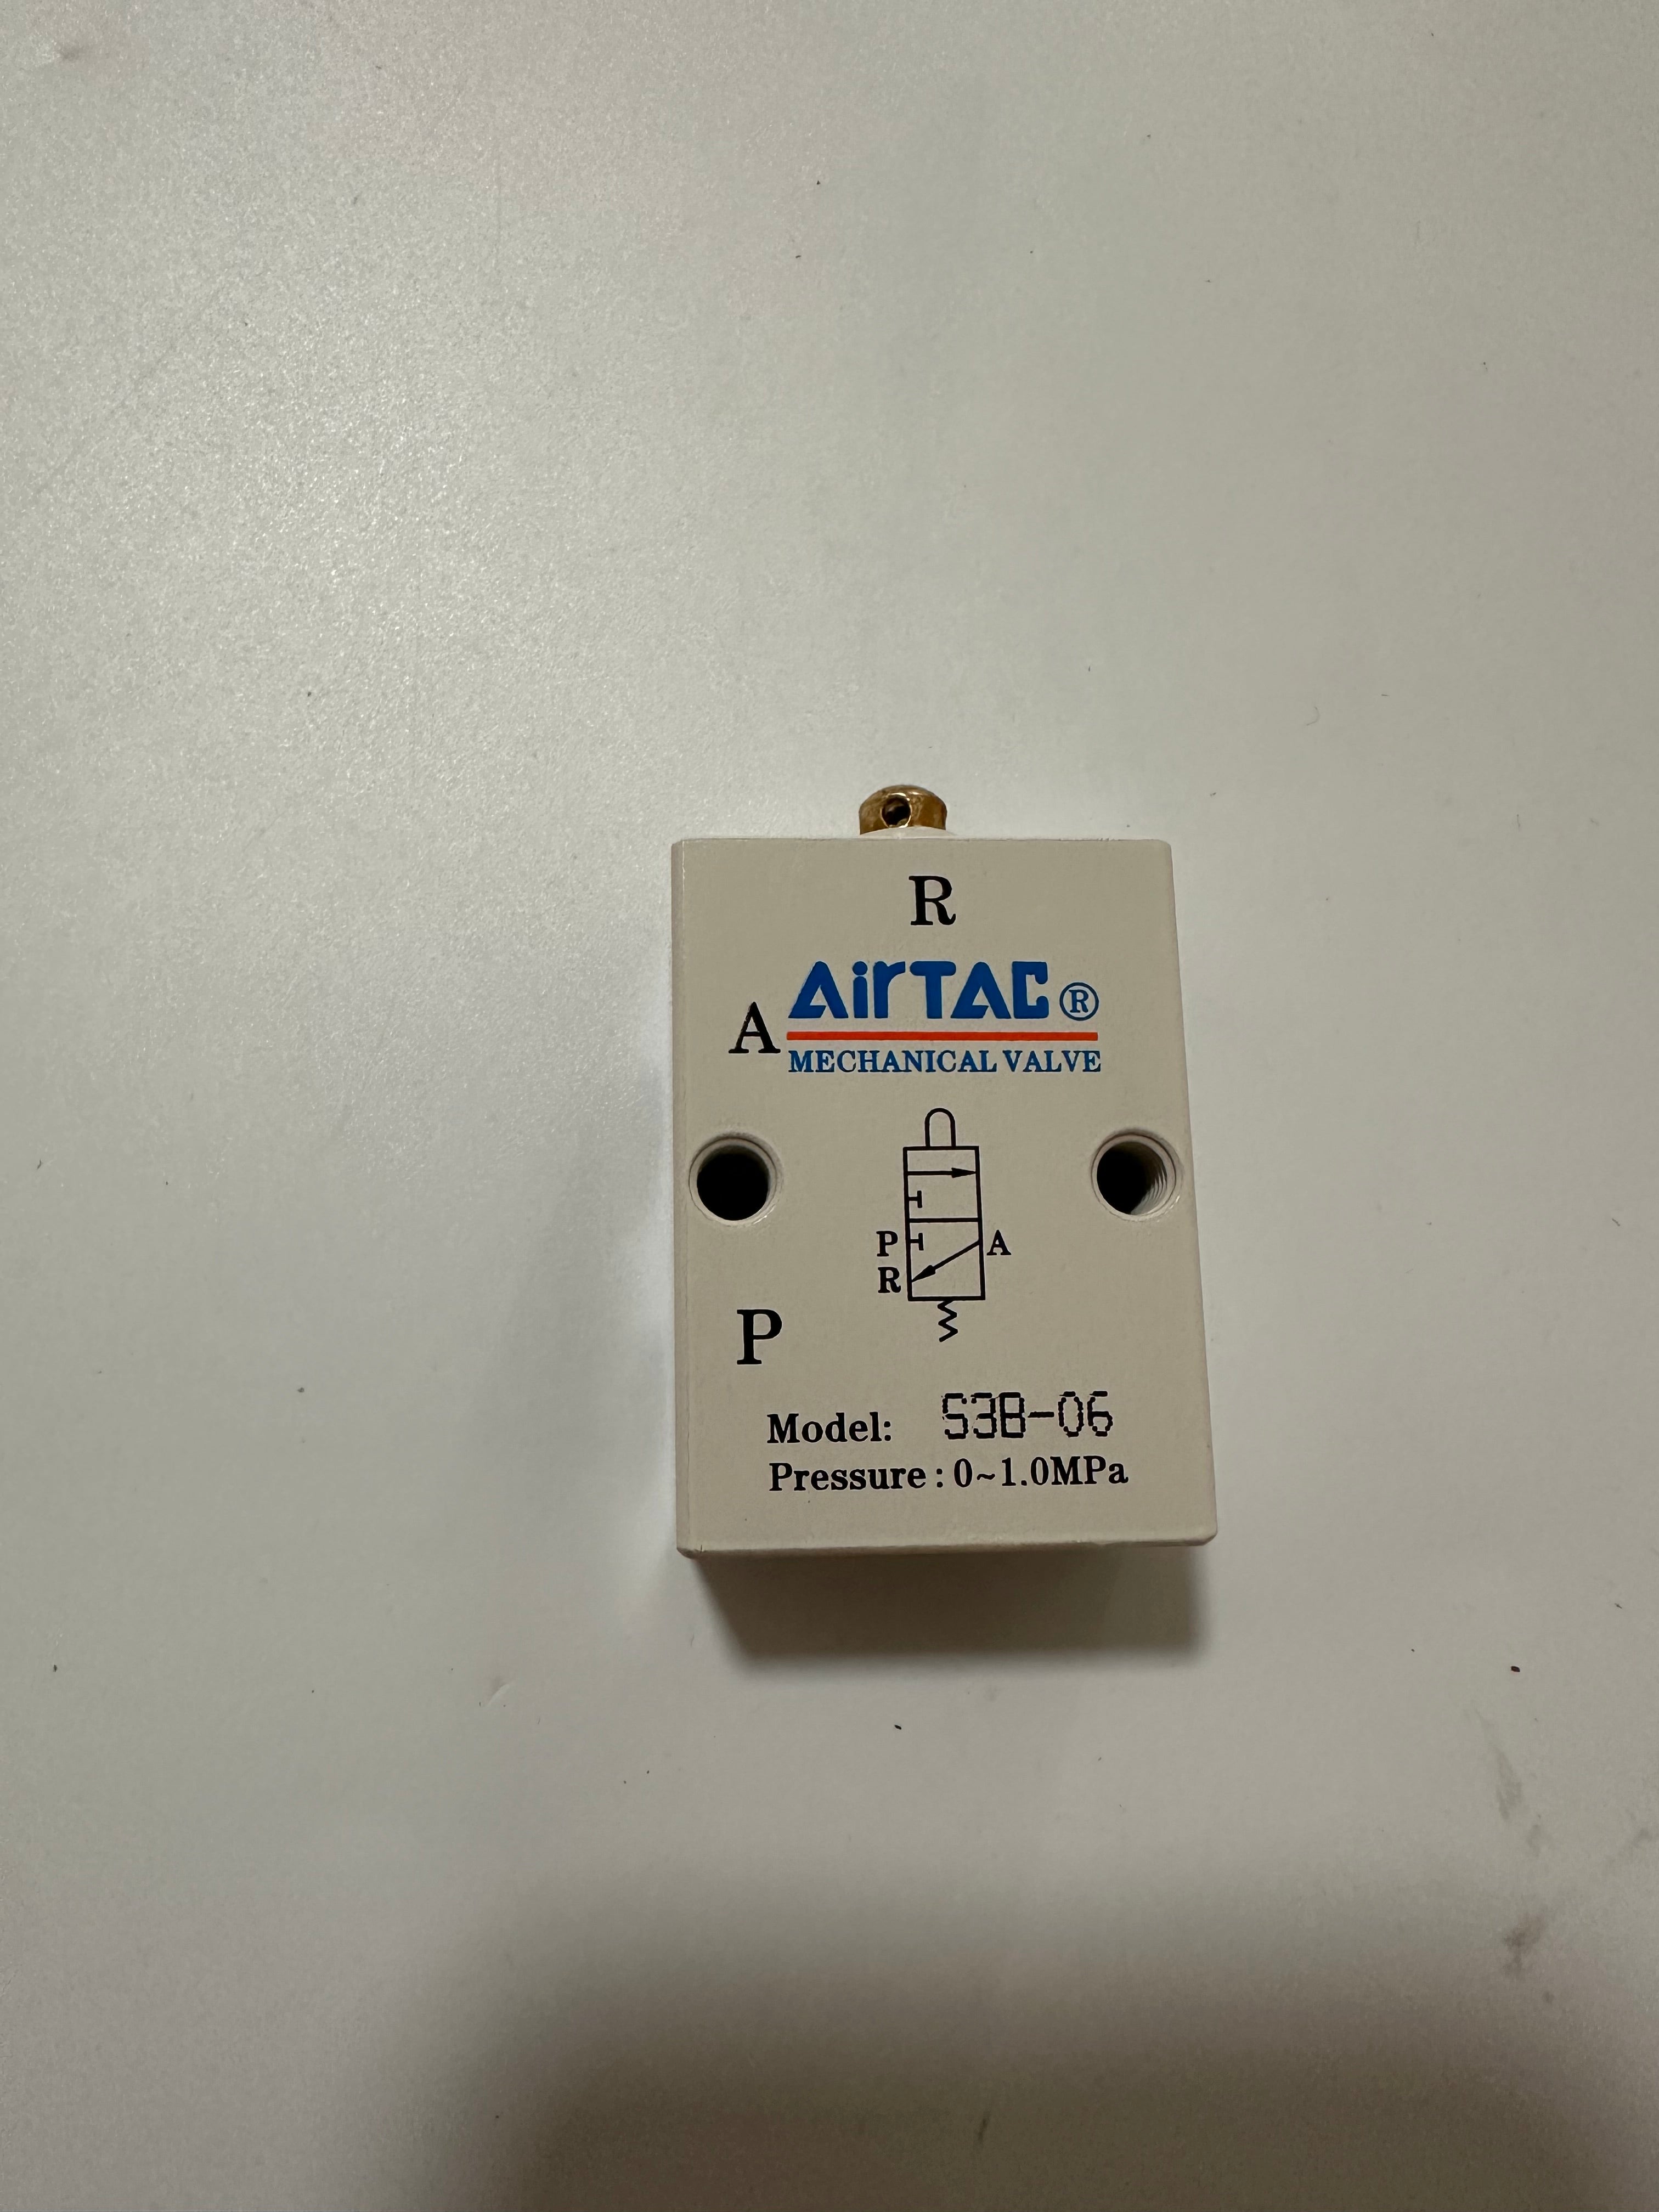 R
AirTAC®
A
MECHANICAL VALVE
P A
R
P
Model: S3B-06
Pressure : 0~1.0MPa